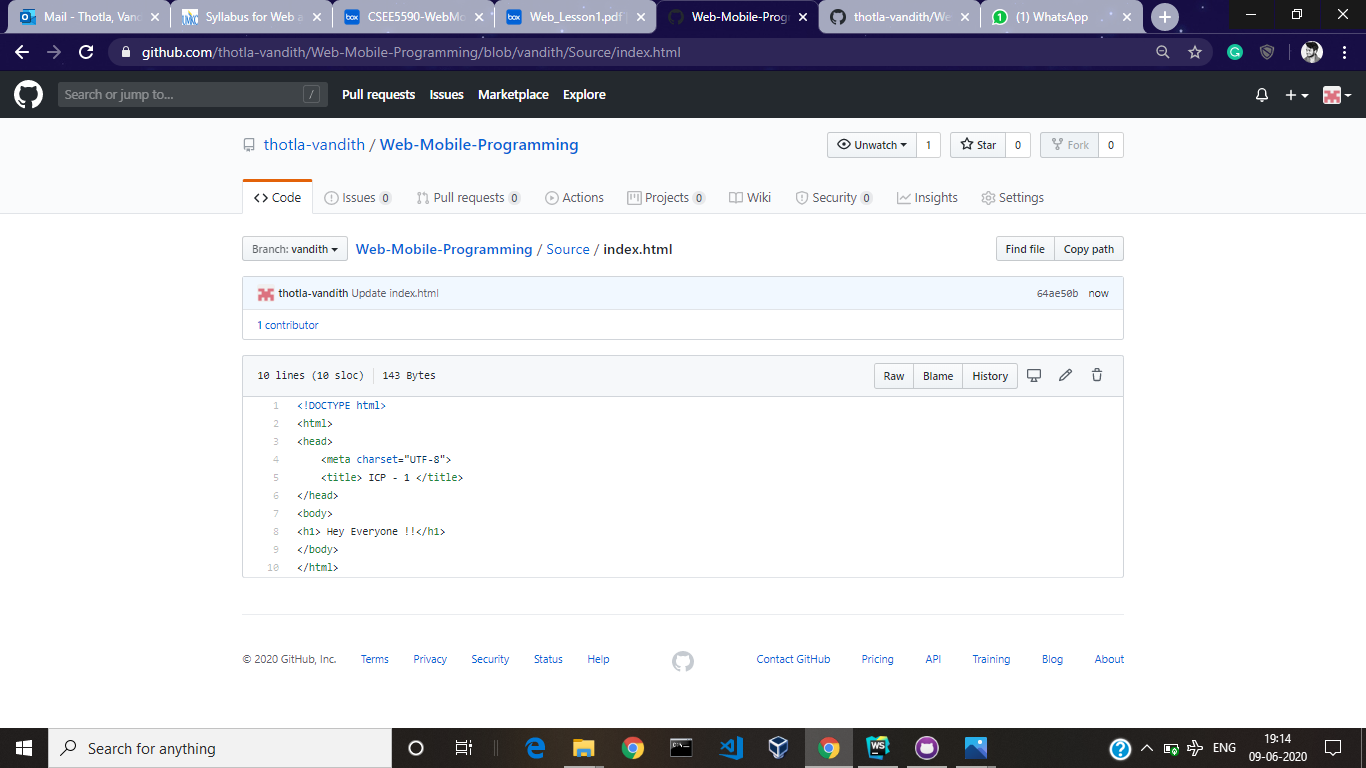 Mail - Thotla, Vand
Syllabus for Web a
box CSEE5590-WebMo
box Web_Lesson1.pdf
Web-Mobile-Prog
thotla-vandith/We
1 (1) WhatsApp
github.com/thotla-vandith/Web-Mobile-Programming/blob/vandith/Source/index.html
Search or jump to... / Pull requests Issues Marketplace Explore
thotla-vandith / Web-Mobile-Programming Unwatch 1 Star 0 Fork 0
Code Issues 0 Pull requests 0 Actions Projects 0 Wiki Security 0 Insights Settings
Branch: vandith Web-Mobile-Programming / Source / index.html Find file Copy path
thotla-vandith Update index.html 64ae50b now
1 contributor
10 lines (10 sloc) 143 Bytes Raw Blame History
1 <!DOCTYPE html>
2 <html>
3 <head>
4 <meta charset="UTF-8">
5 <title> ICP - 1 </title>
6 </head>
7 <body>
8 <h1> Hey Everyone !!</h1>
9 </body>
10 </html>
© 2020 GitHub, Inc. Terms Privacy Security Status Help Contact GitHub Pricing API Training Blog About
Search for anything
WS
ENG
19:14
09-06-2020